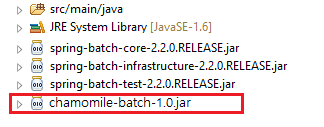 src/main/java
JRE System Library [JavaSE-1.6]
spring-batch-core-2.2.0.RELEASE.jar
spring-batch-infrastructure-2.2.0.RELEASE.jar
spring-batch-test-2.2.0.RELEASE.jar
chamomile-batch-1.0.jar